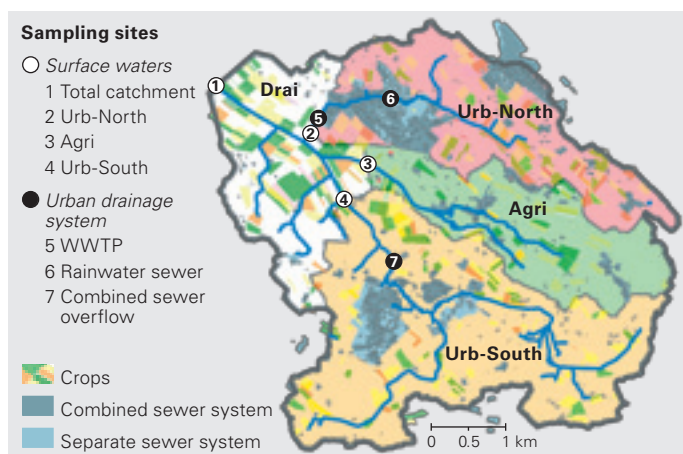 Sampling sites
Surface waters
1 Total catchment
2 Urb-North
3 Agri
4 Urb-South
Urban drainage
system
5 WWTP
6 Rainwater sewer
7 Combined sewer
overflow
Crops
Combined sewer system
Separate sewer system
1
Drai
5
6
2
Urb-North
3
4
Agri
7
Urb-South
0 0.5 1 km